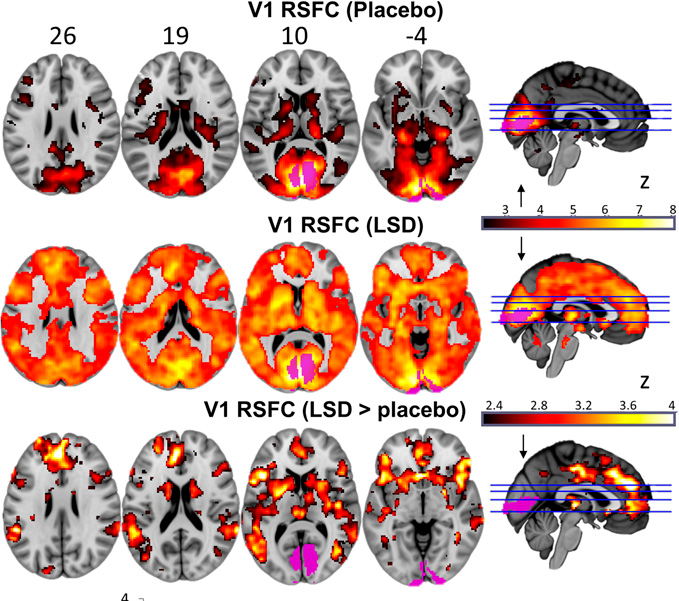 V1 RSFC (Placebo)
26 19 10 -4
z
3 4 5 6 7 8
V1 RSFC (LSD)
z
2.4 2.8 3.2 3.6 4
V1 RSFC (LSD > placebo)
4